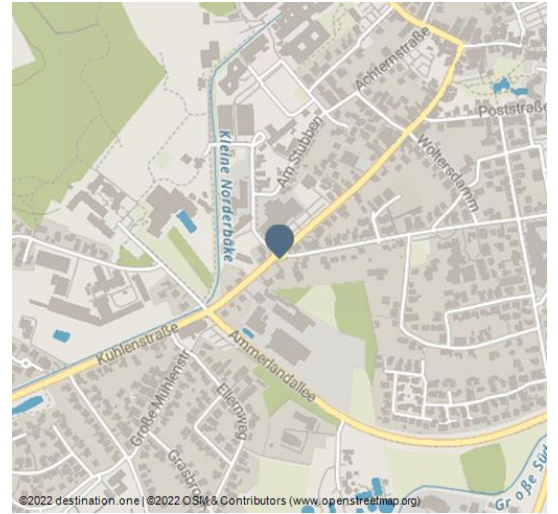 Achternstraße
Poststraße
Am Stubben
Woltersdamm
Kleine Norderbäke
Kuhlenstraße
Ammerlandallee
Große Mühlenstr.
Ellernweg
Große Süd
©2022 destination.one | ©2022 OSM & Contributors (www.openstreetmap.org)